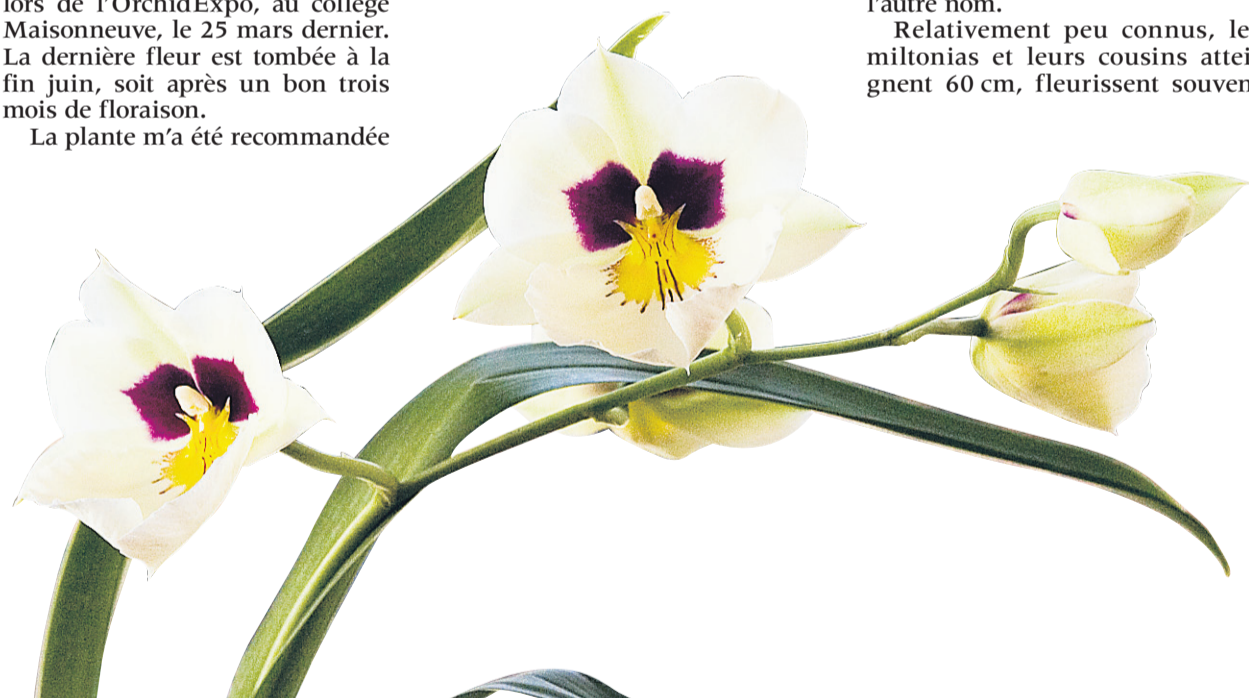 lors de l'OrchidExpo, au collège
Maisonneuve, le 25 mars dernier.
La dernière fleur est tombée à la
fin juin, soit après un bon trois
mois de floraison.
La plante m'a été recommandée
l'autre nom.
Relativement peu connus, le
miltonias et leurs cousins attei
gnent 60 cm, fleurissent souven